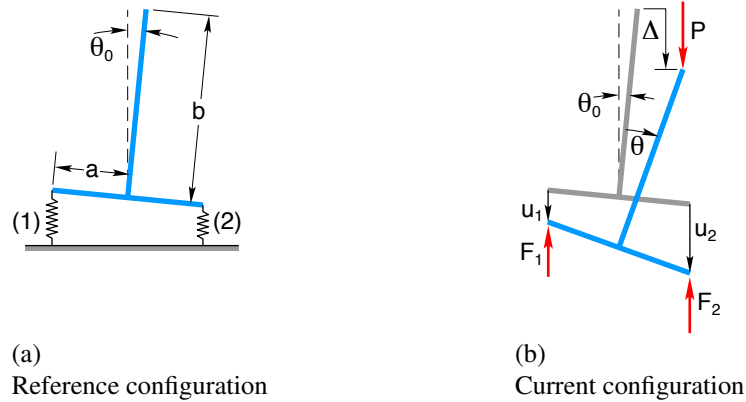 θ₀
b
a
(1)
(2)
(a)
Reference configuration
Δ
P
θ₀
θ
u₁
u₂
F₁
F₂
(b)
Current configuration